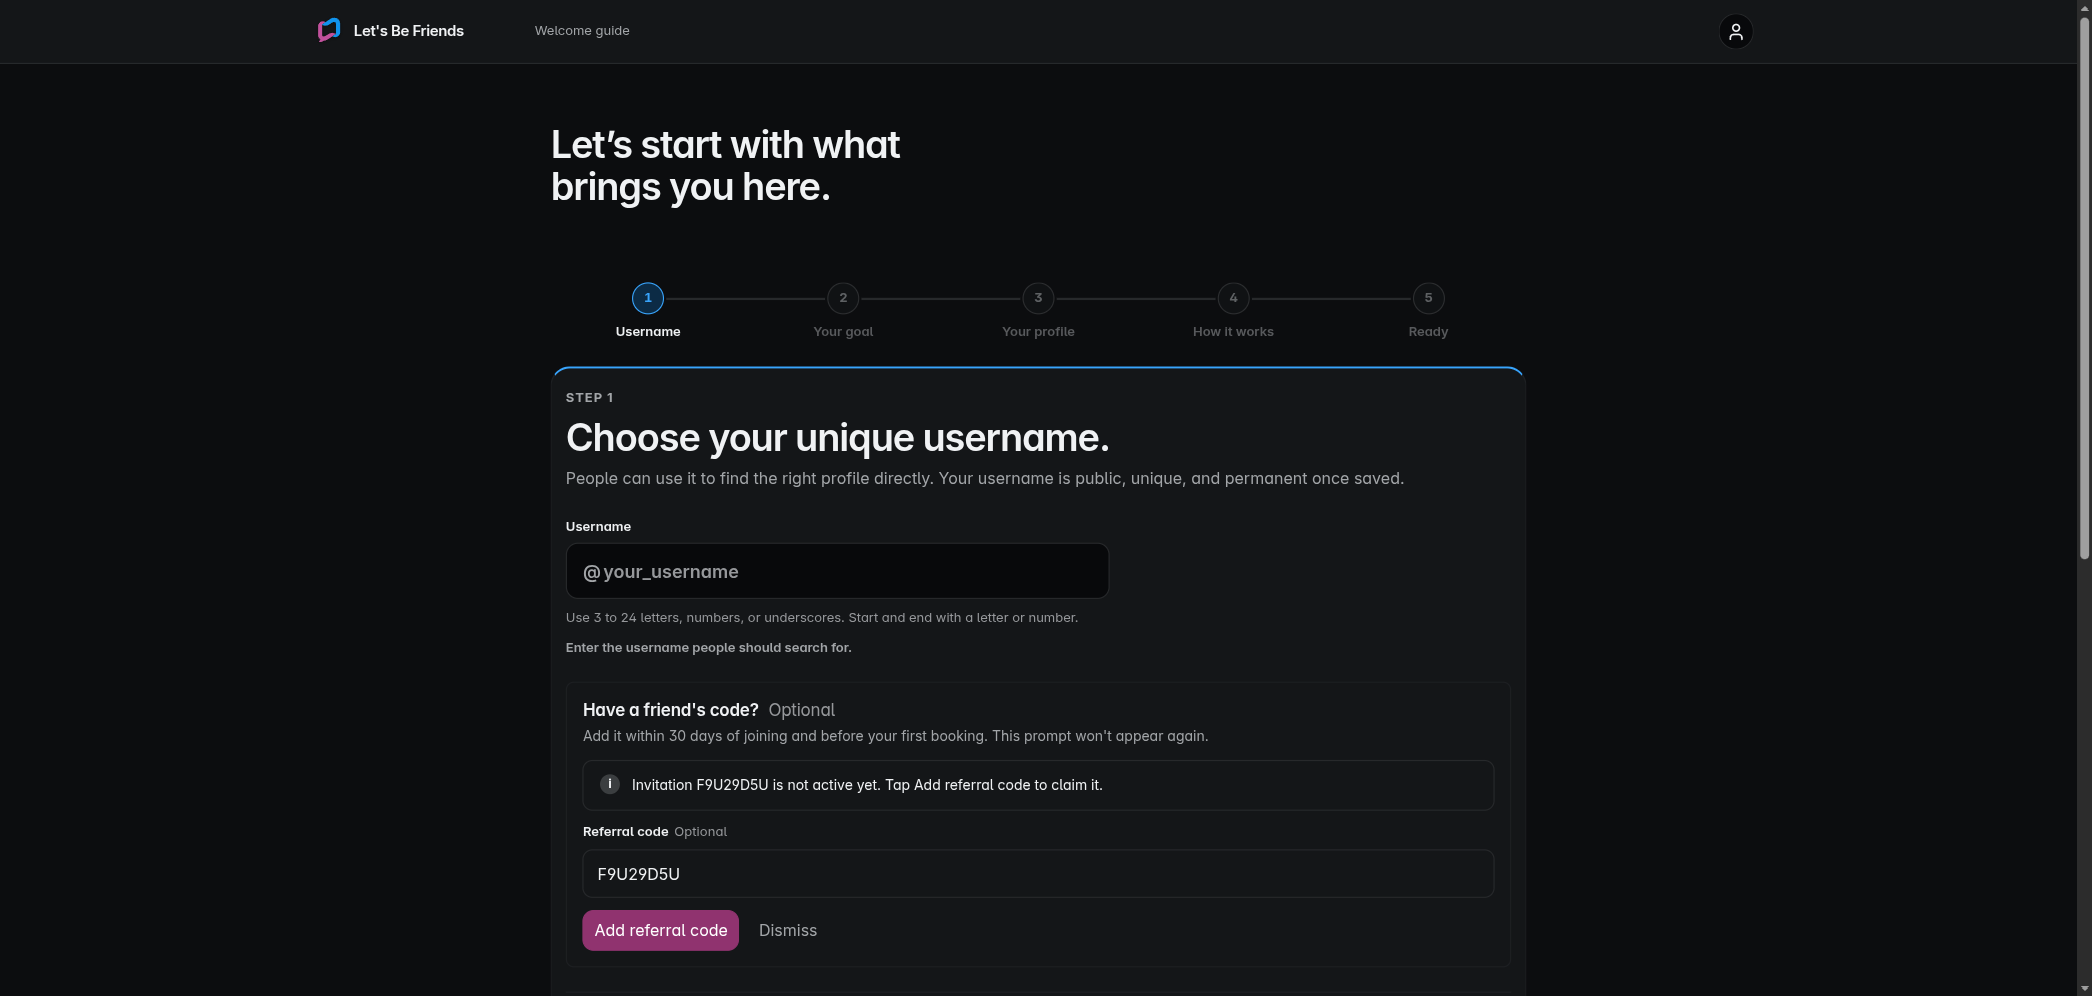 Let's Be Friends
Welcome guide
Let’s start with what
brings you here.
1
2
3
4
5
Username
Your goal
Your profile
How it works
Ready
STEP 1
Choose your unique username.
People can use it to find the right profile directly. Your username is public, unique, and permanent once saved.
Username
@your_username
Use 3 to 24 letters, numbers, or underscores. Start and end with a letter or number.
Enter the username people should search for.
Have a friend's code? Optional
Add it within 30 days of joining and before your first booking. This prompt won't appear again.
i Invitation F9U29D5U is not active yet. Tap Add referral code to claim it.
Referral code Optional
F9U29D5U
Add referral code Dismiss